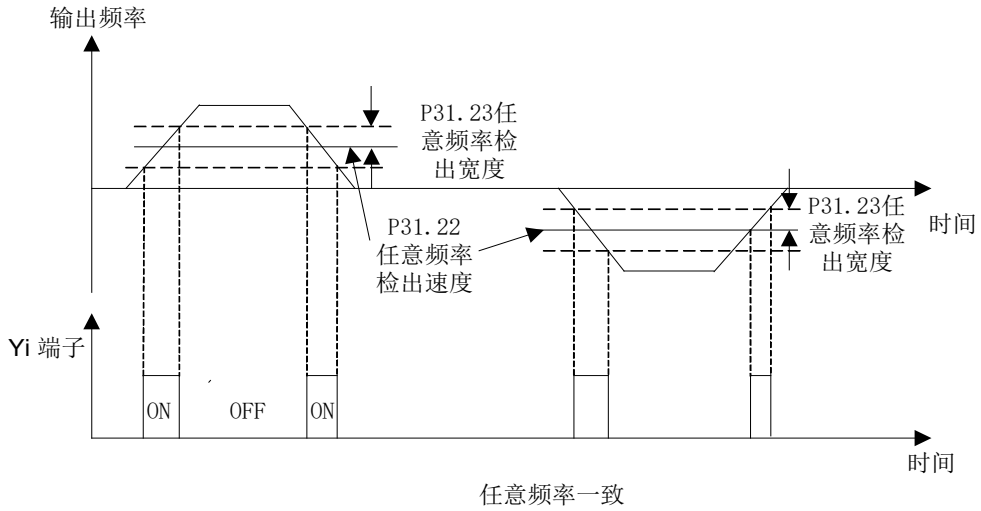 输出频率
P31.23任
意频率检
出宽度
P31.22
任意频率
检出速度
P31.23任
意频率检
出宽度
时间
Yi 端子
ON
OFF
ON
时间
任意频率一致